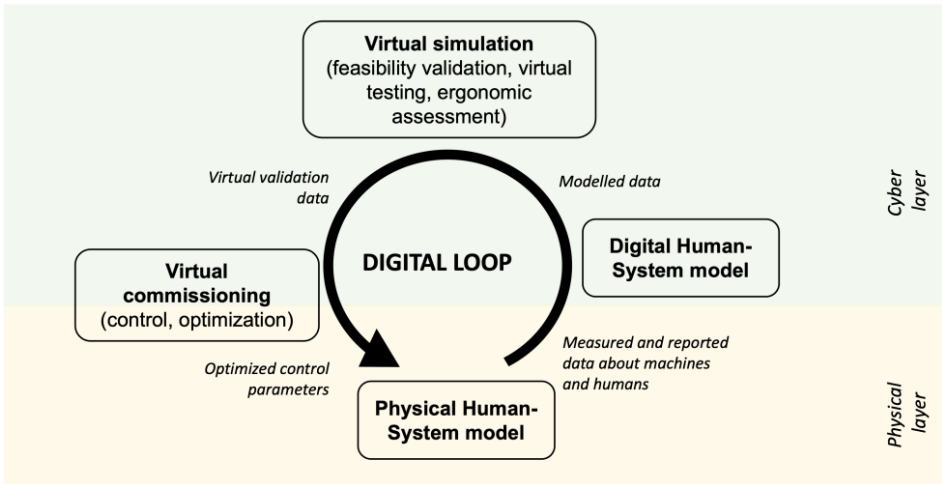 Virtual simulation
(feasibility validation, virtual
testing, ergonomic
assessment)
Virtual validation
data
Modelled data
Cyber
layer
DIGITAL LOOP
Digital Human-
System model
Virtual
commissioning
(control, optimization)
Optimized control
parameters
Measured and reported
data about machines
and humans
Physical Human-
System model
Physical
layer